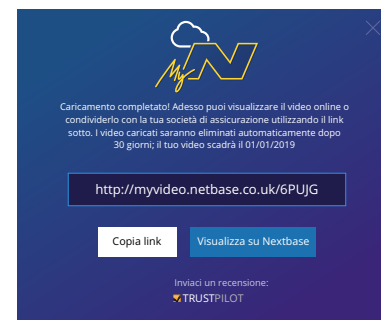 My N
Caricamento completato! Adesso puoi visualizzare il video online o
condividerlo con la tua società di assicurazione utilizzando il link
sotto. I video caricati saranno eliminati automaticamente dopo
30 giorni; il tuo video scadrà il 01/01/2019
http://myvideo.netbase.co.uk/6PUJG
Copia link
Visualizza su Nextbase
Inviaci un recensione:
TRUSTPILOT